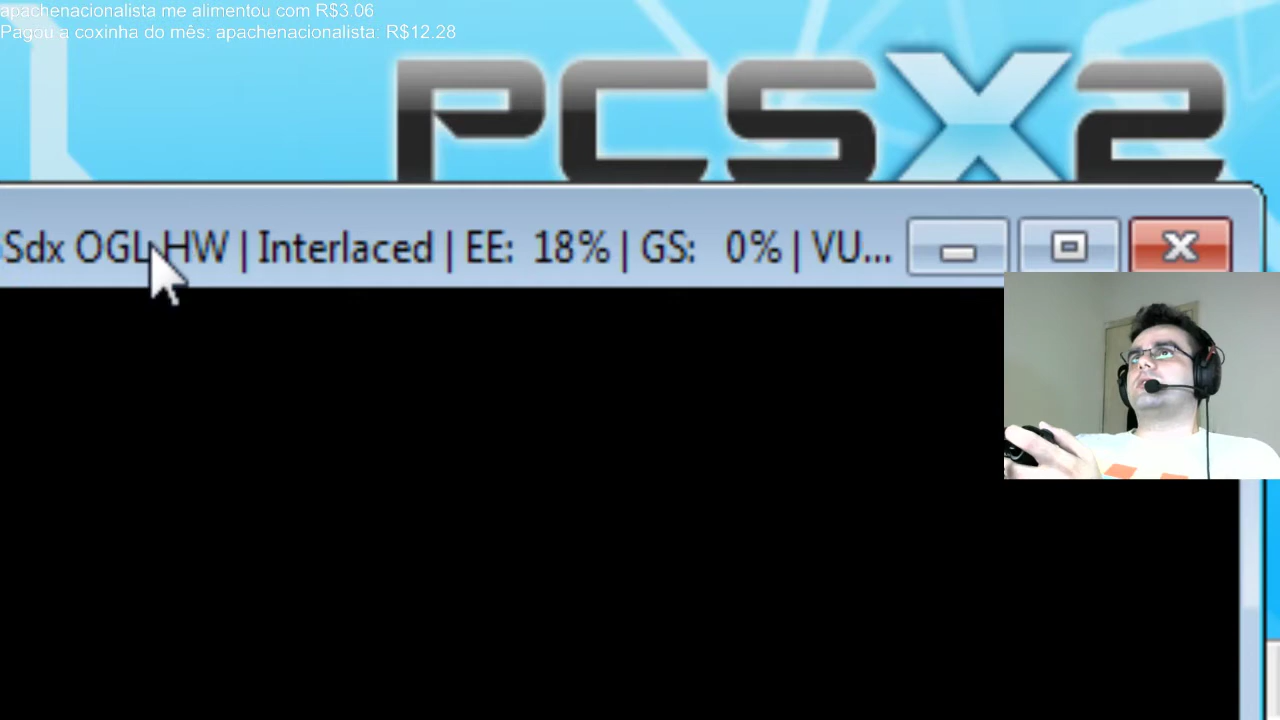 apachenacionalista me alimentou com R$3.06
Pagou a coxinha do mês: apachenacionalista: R$12.28
PCSX2
Sdx OGL HW | Interlaced | EE: 18% | GS: 0% | VU...